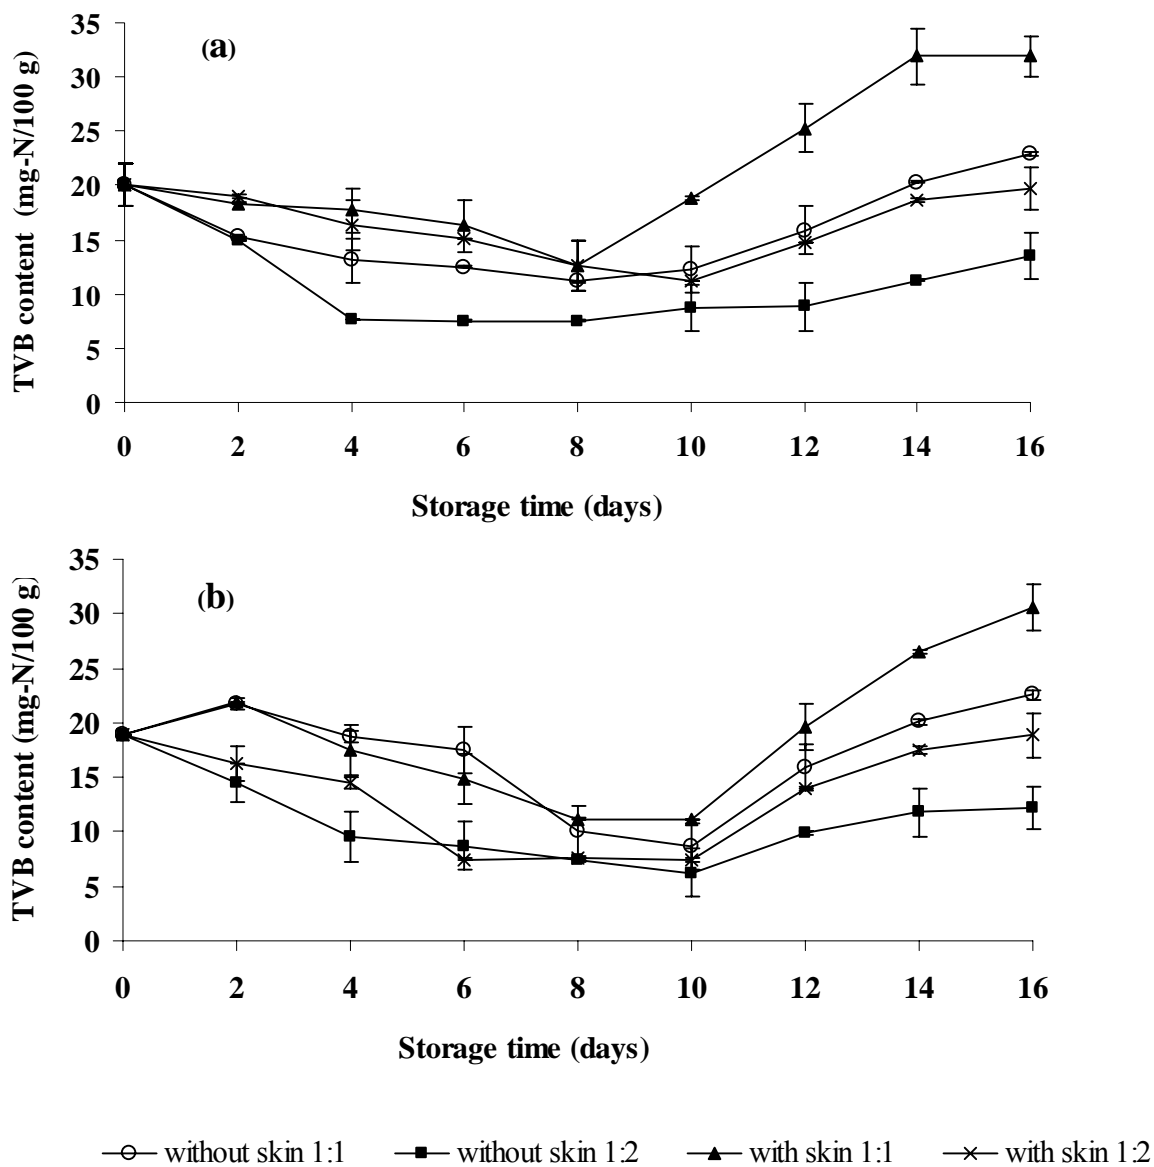 (a)
TVB content (mg-N/100 g)
35
30
25
20
15
10
5
0
0 2 4 6 8 10 12 14 16
Storage time (days)
(b)
TVB content (mg-N/100 g)
35
30
25
20
15
10
5
0
0 2 4 6 8 10 12 14 16
Storage time (days)
without skin 1:1 without skin 1:2 with skin 1:1 with skin 1:2